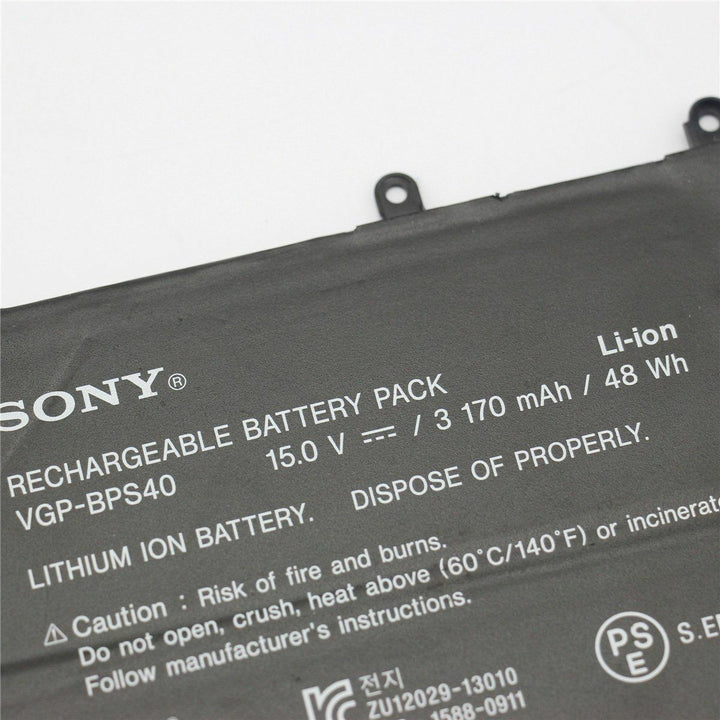 SONY®
Li-ion
RECHARGEABLE BATTERY PACK
VGP-BPS40 15.0 V ⎓ / 3 170 mAh / 48 Wh
LITHIUM ION BATTERY. DISPOSE OF PROPERLY.
⚠ Caution : Risk of fire and burns.
Do not open, crush, heat above (60°C/140°F) or incinerate
Follow manufacturer's instructions.
PSE
전지
ZU12029-13010
1588-0911